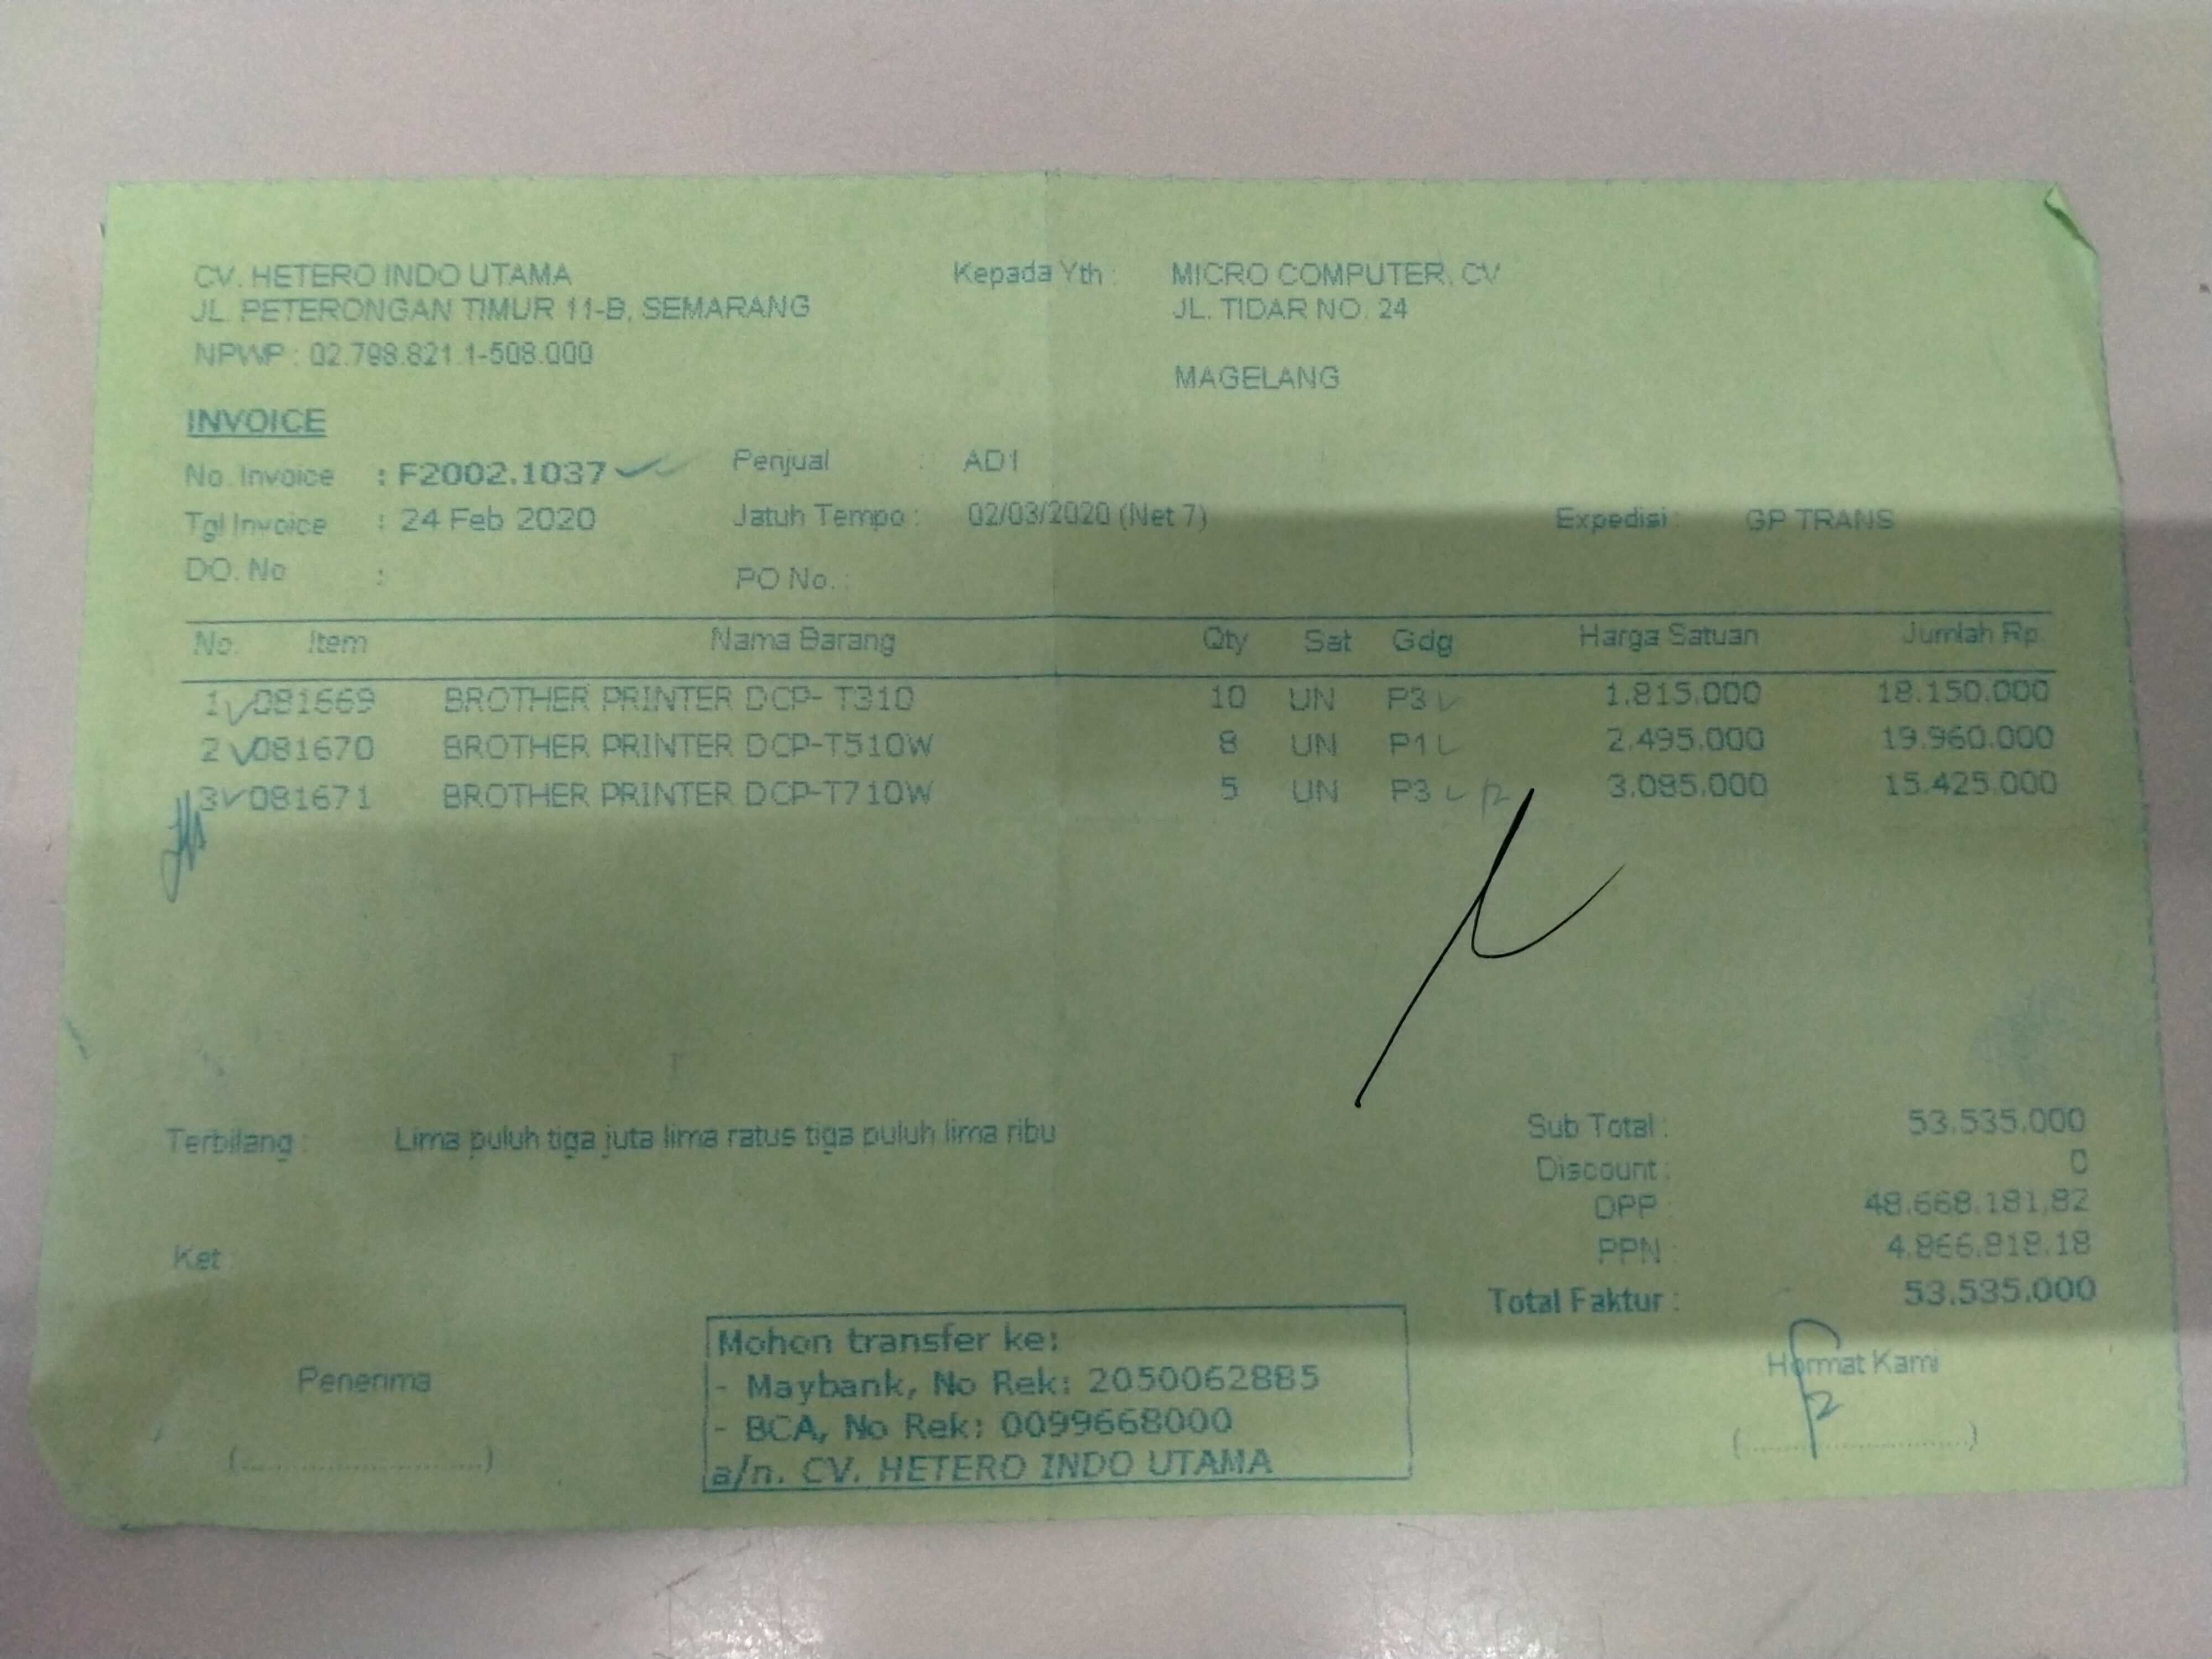 CV. HETERO INDO UTAMA
JL. PETERONGAN TIMUR 11-B, SEMARANG
NPWP : 02.798.821.1-508.000
Kepada Yth :
MICRO COMPUTER, CV
JL. TIDAR NO. 24
MAGELANG
INVOICE
No. Invoice : F2002.1037 Penjual : AD1
Tgl Invoice : 24 Feb 2020 Jatuh Tempo : 02/03/2020 (Net 7) Expedisi : GP TRANS
DO. No : PO No. :
No. Item Nama Barang Qty Sat Gdg Harga Satuan Jumlah Rp.
1 081669 BROTHER PRINTER DCP- T310 10 UN P3 1.815.000 18.150.000
2 081670 BROTHER PRINTER DCP-T510W 8 UN P1 2.495.000 19.960.000
3 081671 BROTHER PRINTER DCP-T710W 5 UN P3 3.085.000 15.425.000
Terbilang : Lima puluh tiga juta lima ratus tiga puluh lima ribu
Sub Total : 53.535.000
Discount : 0
DPP : 48.668.181,82
PPN : 4.866.818,18
Total Faktur : 53.535.000
Ket
Penerima
(........................)
Mohon transfer ke:
- Maybank, No Rek: 2050062885
- BCA, No Rek: 0099668000
a/n. CV. HETERO INDO UTAMA
Hormat Kami
(........................)